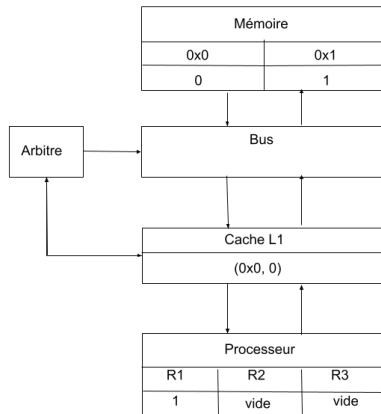 Mémoire
0x0 0x1
0 1
Arbitre
Bus
Cache L1
(0x0, 0)
Processeur
R1 R2 R3
1 vide vide